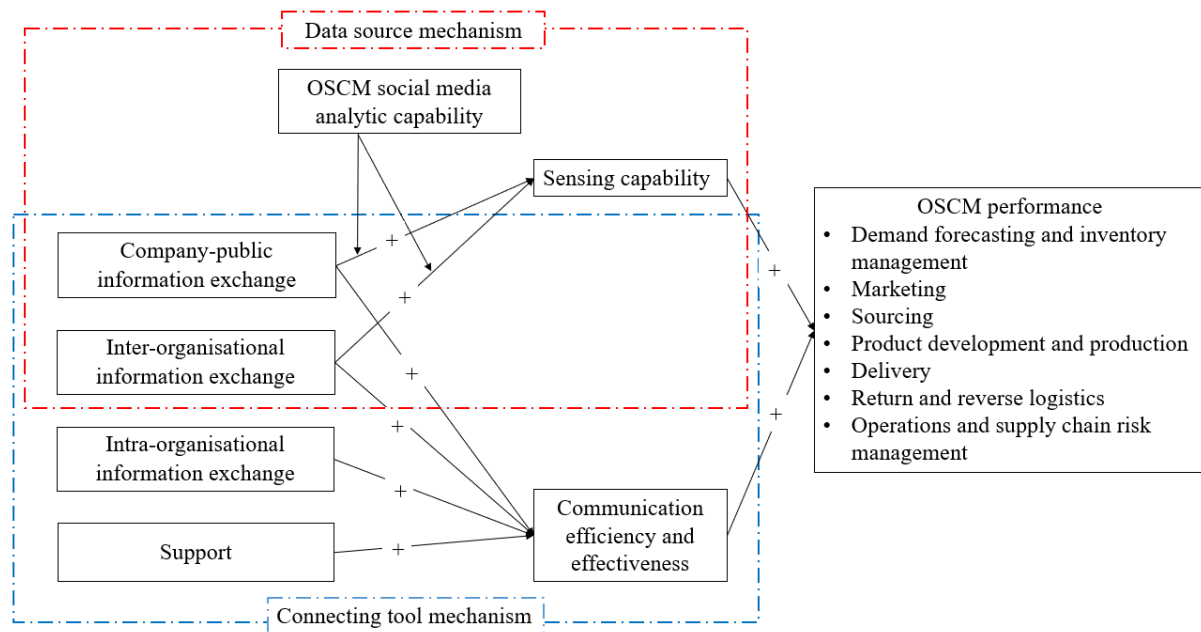 Data source mechanism
OSCM social media
analytic capability
Sensing capability
Company-public
information exchange
Inter-organisational
information exchange
Intra-organisational
information exchange
Support
Communication
efficiency and
effectiveness
Connecting tool mechanism
+
+
+
+
+
+
+
+
OSCM performance
• Demand forecasting and inventory
management
• Marketing
• Sourcing
• Product development and production
• Delivery
• Return and reverse logistics
• Operations and supply chain risk
management